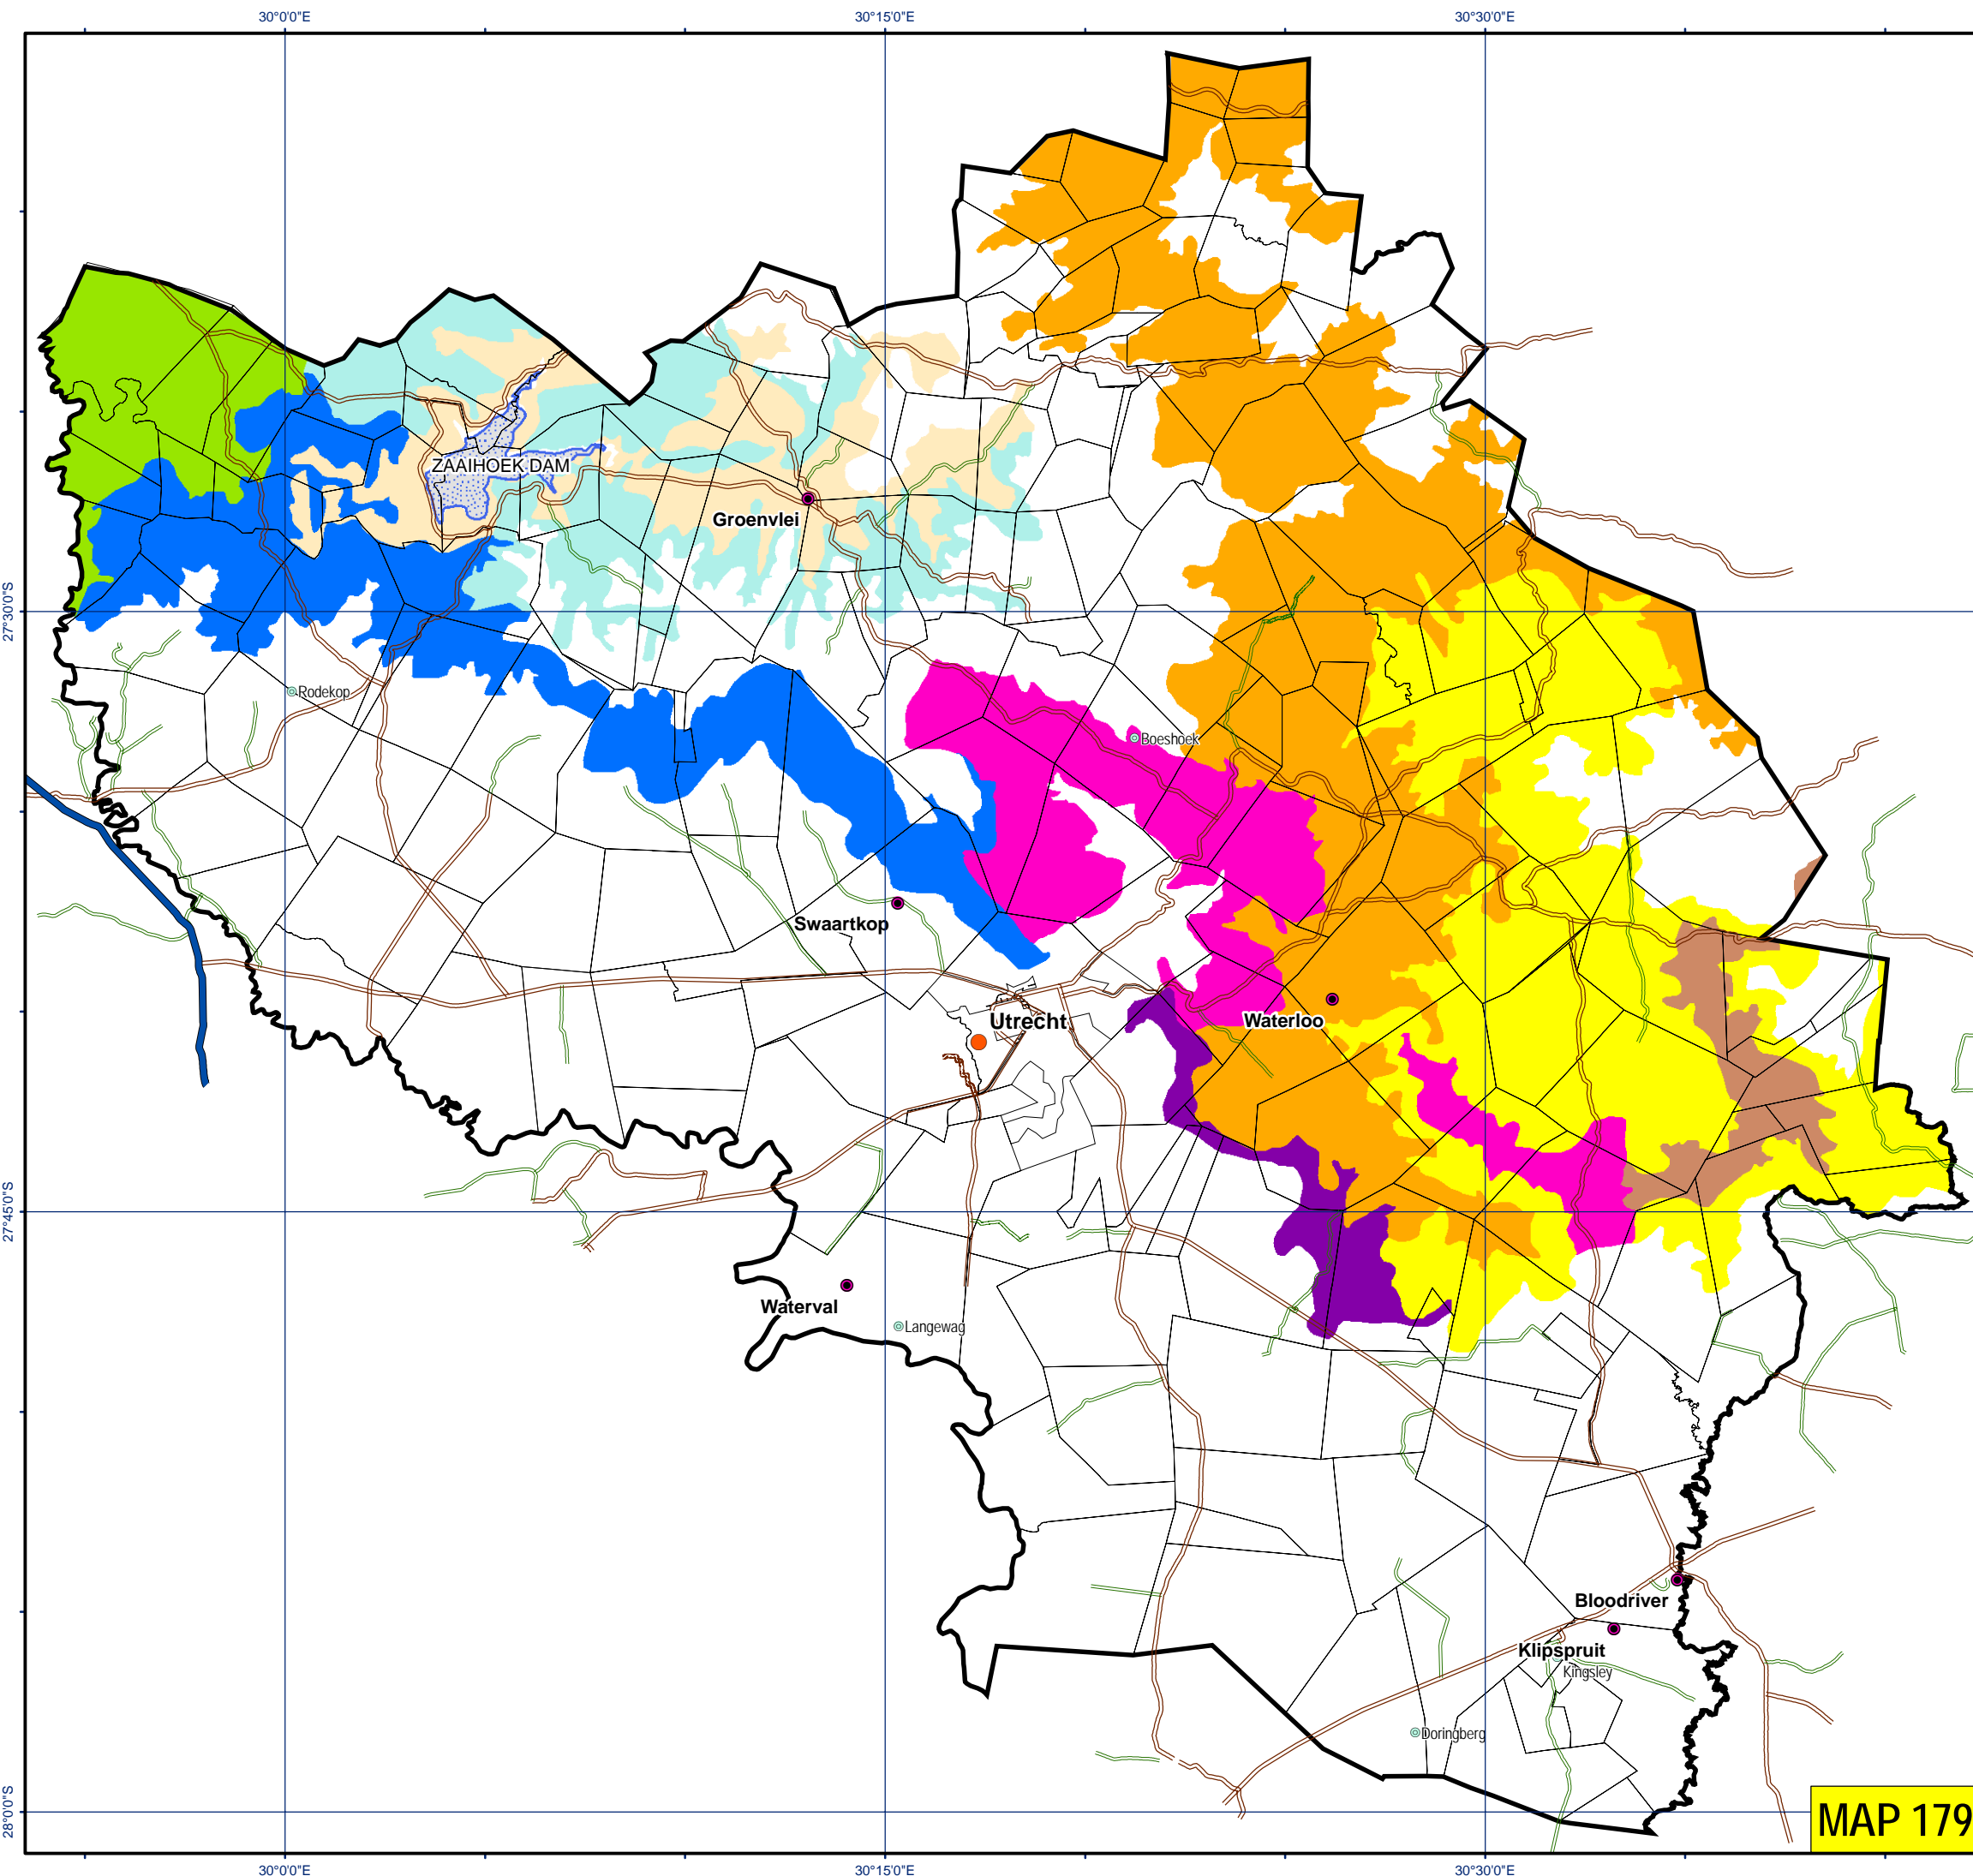 30°0'0"E
30°15'0"E
30°30'0"E
ZAAIHOEK DAM
Groenvlei
27°30'0"S
Rodekop
Boeshoek
Swaartkop
Utrecht
Waterloo
27°45'0"S
Waterval
Langewag
Bloodriver
Klipspruit
Kingsley
Doringberg
28°0'0"S
MAP 179
30°0'0"E
30°15'0"E
30°30'0"E